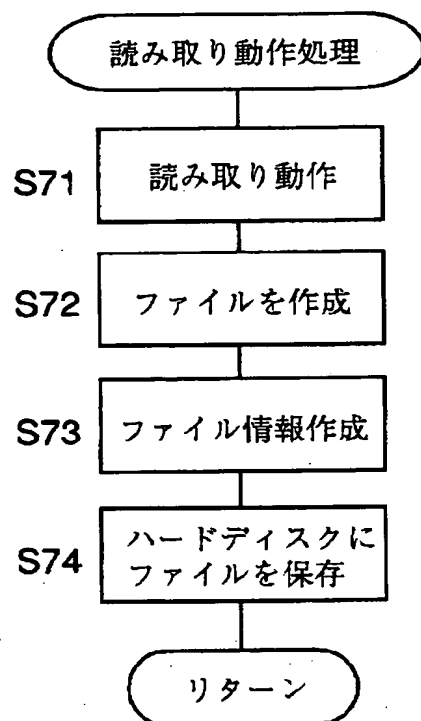 読み取り動作処理
S71 読み取り動作
S72 ファイルを作成
S73 ファイル情報作成
S74 ハードディスクに
ファイルを保存
リターン